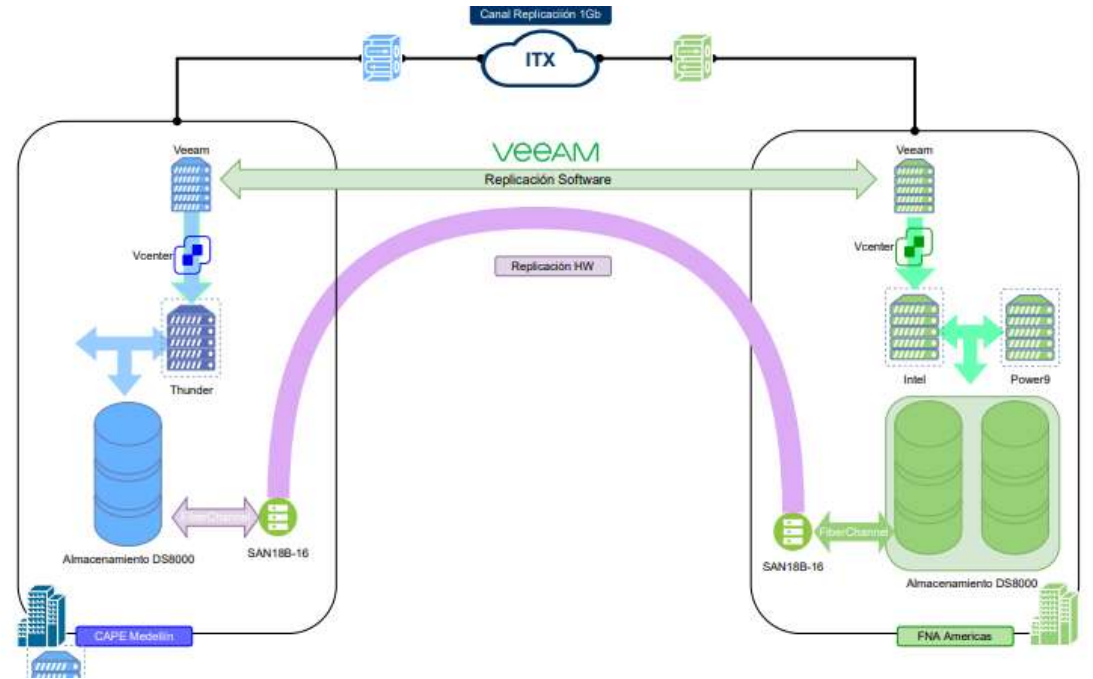 Canal Replicaciión 1Gb
ITX
Veeam
veeAM
Replicación Software
Veeam
Vcenter
Replicación HW
Vcenter
Thunder
Intel
Power9
FiberChannel
SAN18B-16
FiberChannel
SAN18B-16
Almacenamiento DS8000
Almacenamiento DS8000
CAPE Medellín
FNA Americas